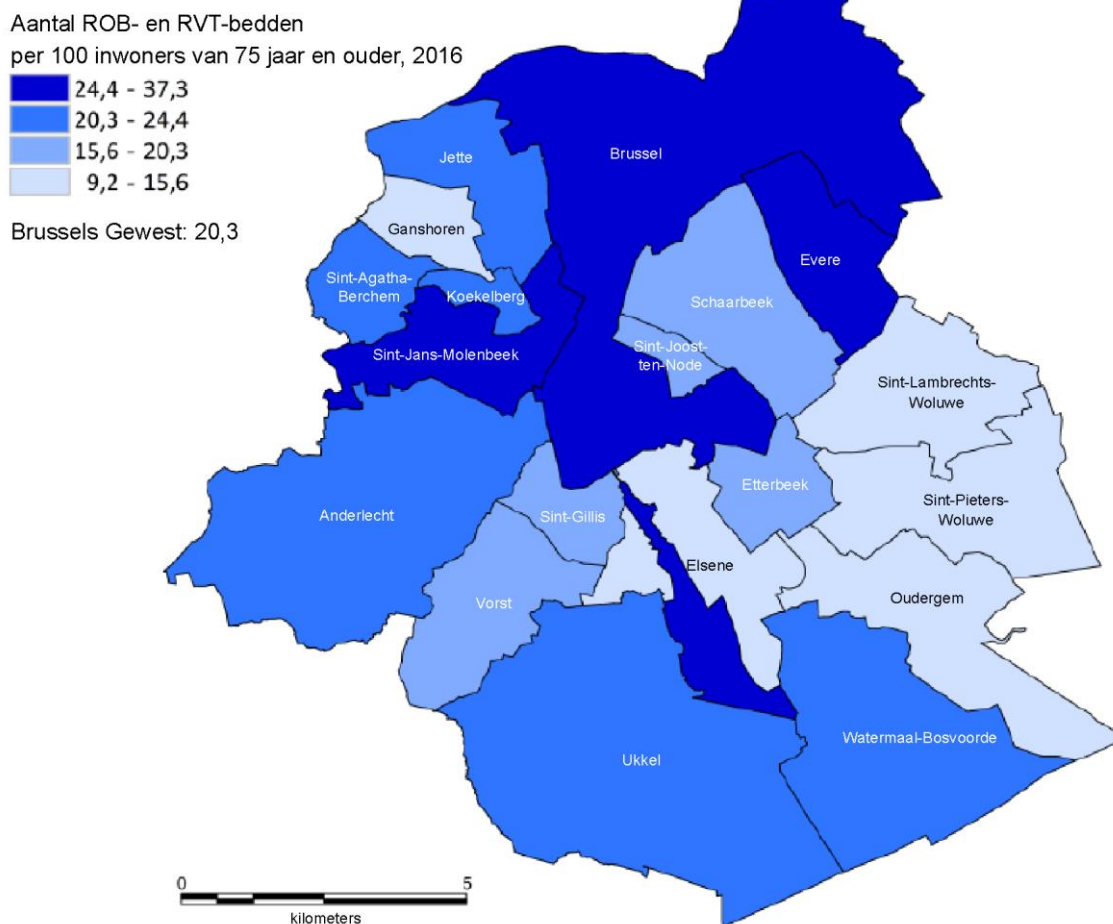 Aantal ROB- en RVT-bedden
per 100 inwoners van 75 jaar en ouder, 2016
24,4 - 37,3
20,3 - 24,4
15,6 - 20,3
9,2 - 15,6
Brussels Gewest: 20,3
Brussel
Jette
Ganshoren
Evere
Sint-Agatha-
Berchem
Koekelberg
Schaarbeek
Sint-Jans-Molenbeek
Sint-Joost-
ten-Node
Sint-Lambrechts-
Woluwe
Etterbeek
Sint-Pieters-
Woluwe
Anderlecht
Sint-Gillis
Elsene
Vorst
Oudergem
Ukkel
Watermaal-Bosvoorde
0 5
kilometers